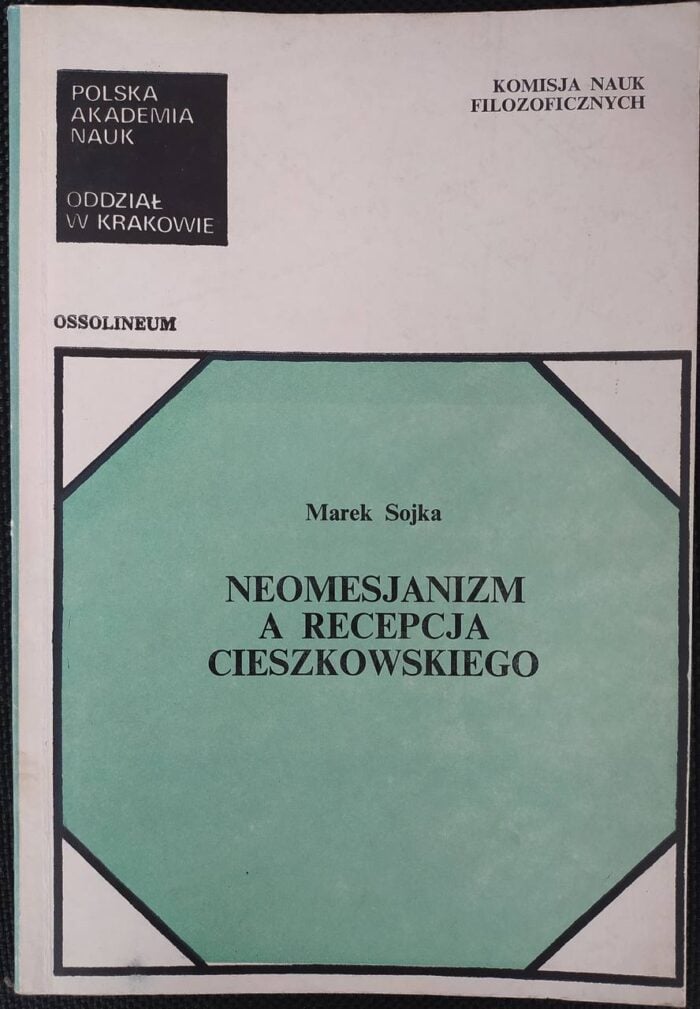 POLSKA
AKADEMIA
NAUK
ODDZIAŁ
W KRAKOWIE
KOMISJA NAUK
FILOZOFICZNYCH
OSSOLINEUM
Marek Sojka
NEOMESJANIZM
A RECEPCJA
CIESZKOWSKIEGO